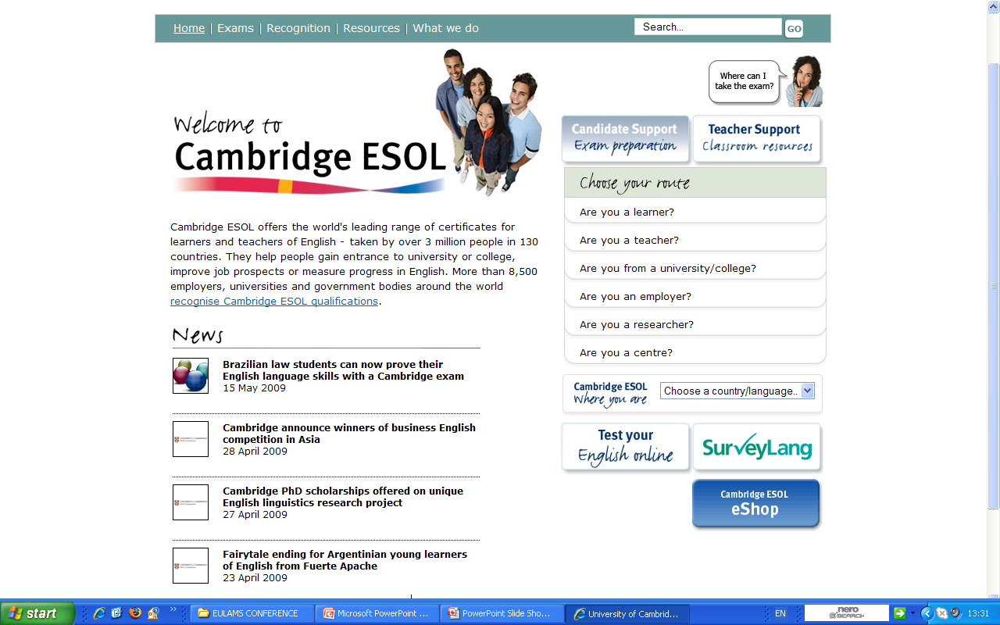 Home | Exams | Recognition | Resources | What we do
Search...
GO
Where can I
take the exam?
Welcome to
Cambridge ESOL
Candidate Support
Exam preparation
Teacher Support
Classroom resources
Choose your route
Are you a learner?
Are you a teacher?
Are you from a university/college?
Are you an employer?
Are you a researcher?
Are you a centre?
Cambridge ESOL offers the world's leading range of certificates for
learners and teachers of English - taken by over 3 million people in 130
countries. They help people gain entrance to university or college,
improve job prospects or measure progress in English. More than 8,500
employers, universities and government bodies around the world
recognise Cambridge ESOL qualifications.
News
Brazilian law students can now prove their
English language skills with a Cambridge exam
15 May 2009
Cambridge announce winners of business English
competition in Asia
28 April 2009
Cambridge PhD scholarships offered on unique
English linguistics research project
27 April 2009
Fairytale ending for Argentinian young learners
of English from Fuerte Apache
23 April 2009
Cambridge ESOL
Where you are
Choose a country/language..
Test your
English online
SurveyLang
Cambridge ESOL
eShop
start
EULAMS CONFERENCE
Microsoft PowerPoint ...
PowerPoint Slide Sho...
University of Cambrid...
EN
nero
SEARCH
13:31